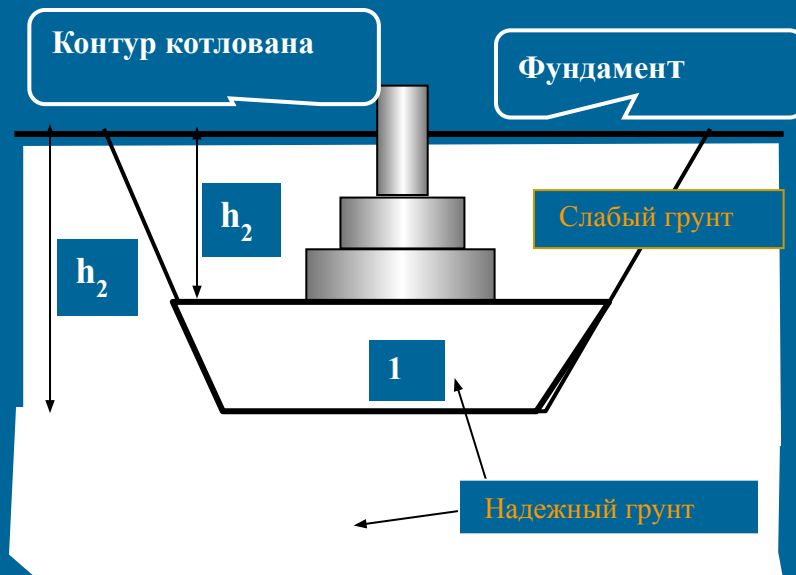 Контур котлована
Фундамент
h2
Слабый грунт
h2
1
Надежный грунт